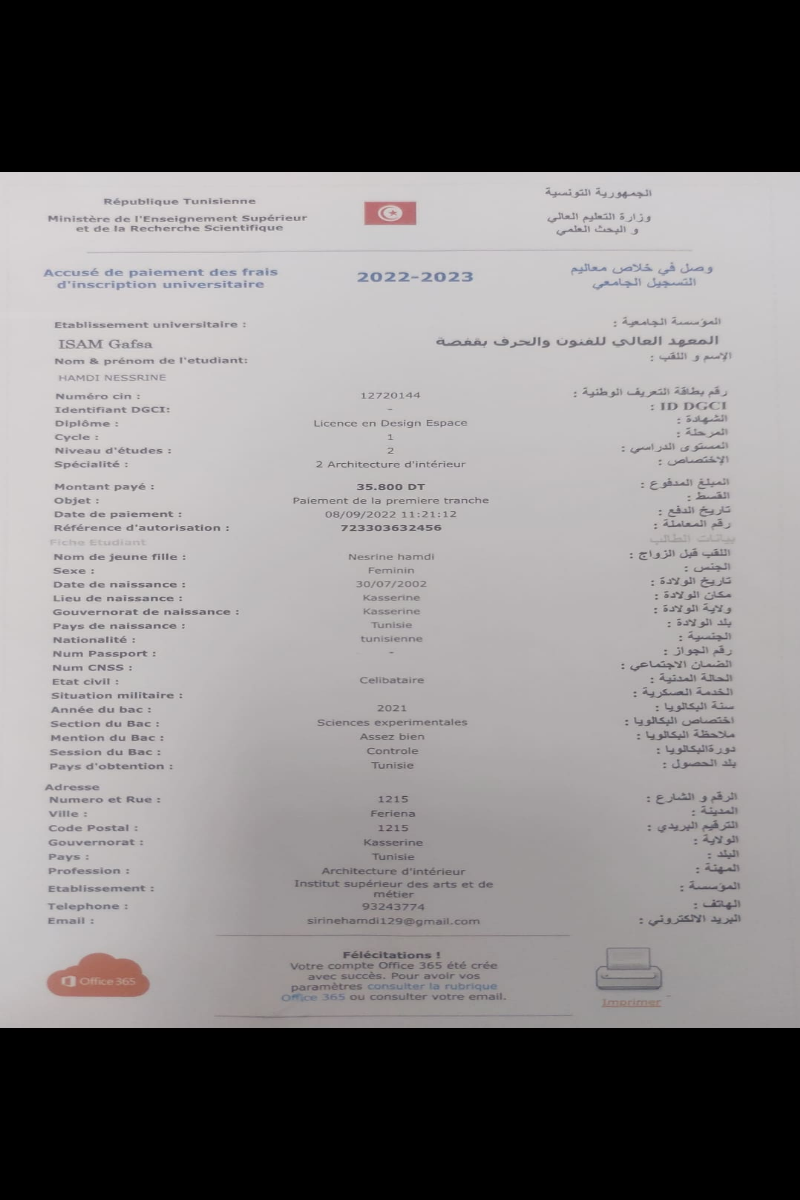 République Tunisienne
الجمهورية التونسية
Ministère de l'Enseignement Supérieur
et de la Recherche Scientifique
وزارة التعليم العالي
و البحث العلمي
Accusé de paiement des frais
d'inscription universitaire
2022-2023
وصل في خلاص معاليم
التسجيل الجامعي
Etablissement universitaire :
المؤسسة الجامعية :
ISAM Gafsa
المعهد العالي للفنون والحرف بقفصة
Nom & prénom de l'etudiant:
الإسم و اللقب :
HAMDI NESSRINE
Numéro cin : 12720144 رقم بطاقة التعريف الوطنية :
Identifiant DGCI: - ID DGCI :
Diplôme : Licence en Design Espace الشهادة :
Cycle : 1 المرحلة :
Niveau d'études : 2 المستوى الدراسي :
Spécialité : 2 Architecture d'intérieur الإختصاص :
Montant payé : 35.800 DT المبلغ المدفوع :
Objet : Paiement de la premiere tranche القسط :
Date de paiement : 08/09/2022 11:21:12 تاريخ الدفع :
Référence d'autorisation : 723303632456 رقم المعاملة :
Fiche Etudiant بيانات الطالب
Nom de jeune fille : Nesrine hamdi اللقب قبل الزواج :
Sexe : Feminin الجنس :
Date de naissance : 30/07/2002 تاريخ الولادة :
Lieu de naissance : Kasserine مكان الولادة :
Gouvernorat de naissance : Kasserine ولاية الولادة :
Pays de naissance : Tunisie بلد الولادة :
Nationalité : tunisienne الجنسية :
Num Passport : - رقم الجواز :
Num CNSS : الضمان الاجتماعي :
Etat civil : Celibataire الحالة المدنية :
Situation militaire : الخدمة العسكرية :
Année du bac : 2021 سنة البكالويا :
Section du Bac : Sciences experimentales اختصاص البكالويا :
Mention du Bac : Assez bien ملاحظة البكالويا :
Session du Bac : Controle دورةالبكالويا :
Pays d'obtention : Tunisie بلد الحصول :
Adresse
Numero et Rue : 1215 الرقم و الشارع :
Ville : Feriena المدينة :
Code Postal : 1215 الترقيم البريدي :
Gouvernorat : Kasserine الولاية :
Pays : Tunisie البلد :
Profession : Architecture d'intérieur المهنة :
Etablissement : Institut supérieur des arts et de
métier المؤسسة :
Telephone : 93243774 الهاتف :
Email : sirinehamdi129@gmail.com البريد الالكتروني :
Office 365
Félécitations !
Votre compte Office 365 été crée
avec succès. Pour avoir vos
paramètres consulter la rubrique
Office 365 ou consulter votre email.
Imprimer